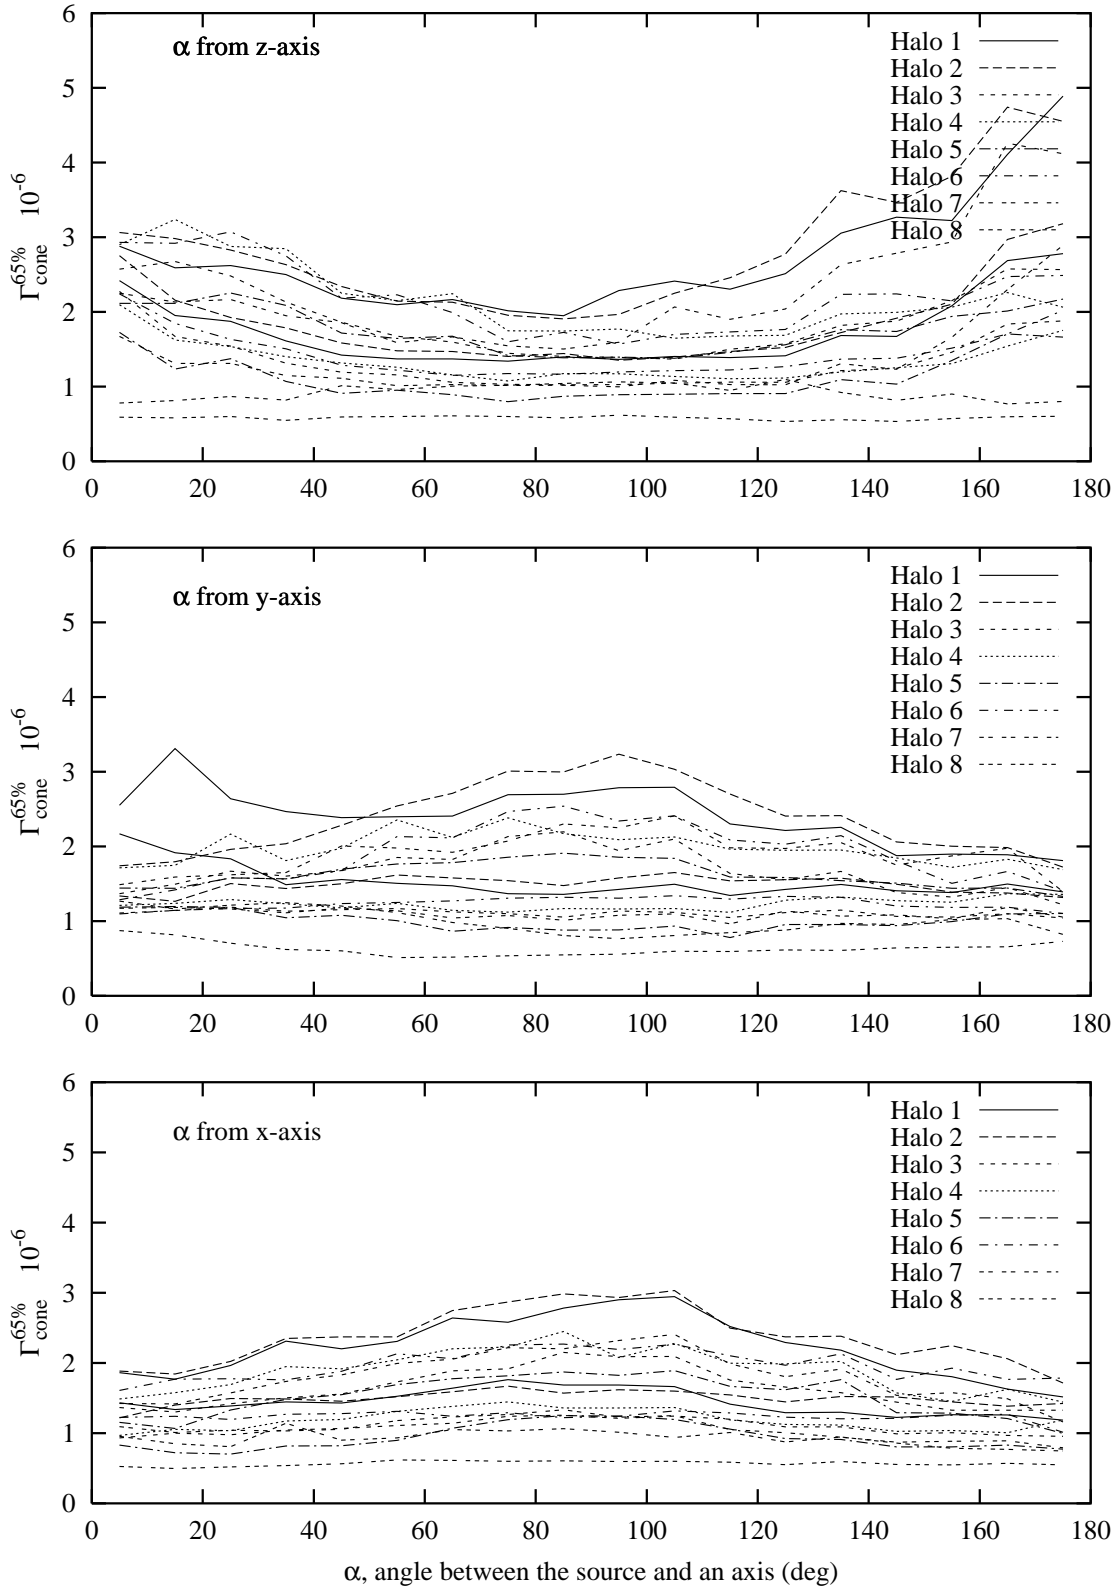 6
α from z-axis
Halo 1
Halo 2
5
Halo 3
Halo 4
Halo 5
4
Halo 6
Halo 7
Halo 8
3
2
1
0
Γ_cone^65% 10^-6
0 20 40 60 80 100 120 140 160 180
6
α from y-axis
Halo 1
Halo 2
5
Halo 3
Halo 4
Halo 5
4
Halo 6
Halo 7
Halo 8
3
2
1
0
Γ_cone^65% 10^-6
0 20 40 60 80 100 120 140 160 180
6
α from x-axis
Halo 1
Halo 2
5
Halo 3
Halo 4
Halo 5
4
Halo 6
Halo 7
Halo 8
3
2
1
0
Γ_cone^65% 10^-6
0 20 40 60 80 100 120 140 160 180
α, angle between the source and an axis (deg)